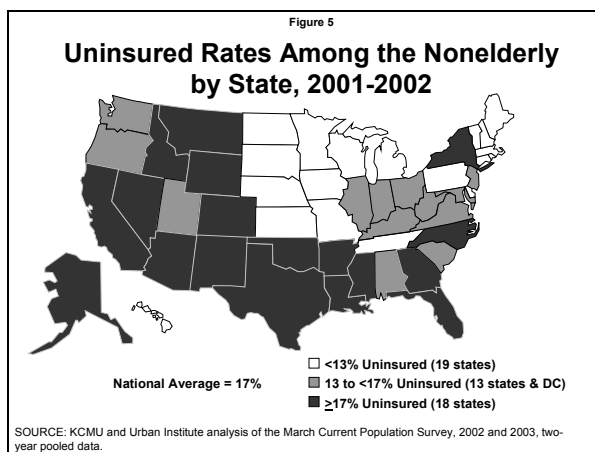 Figure 5
Uninsured Rates Among the Nonelderly
by State, 2001-2002
<13% Uninsured (19 states)
National Average = 17%
13 to <17% Uninsured (13 states & DC)
≥17% Uninsured (18 states)
SOURCE: KCMU and Urban Institute analysis of the March Current Population Survey, 2002 and 2003, two-
year pooled data.